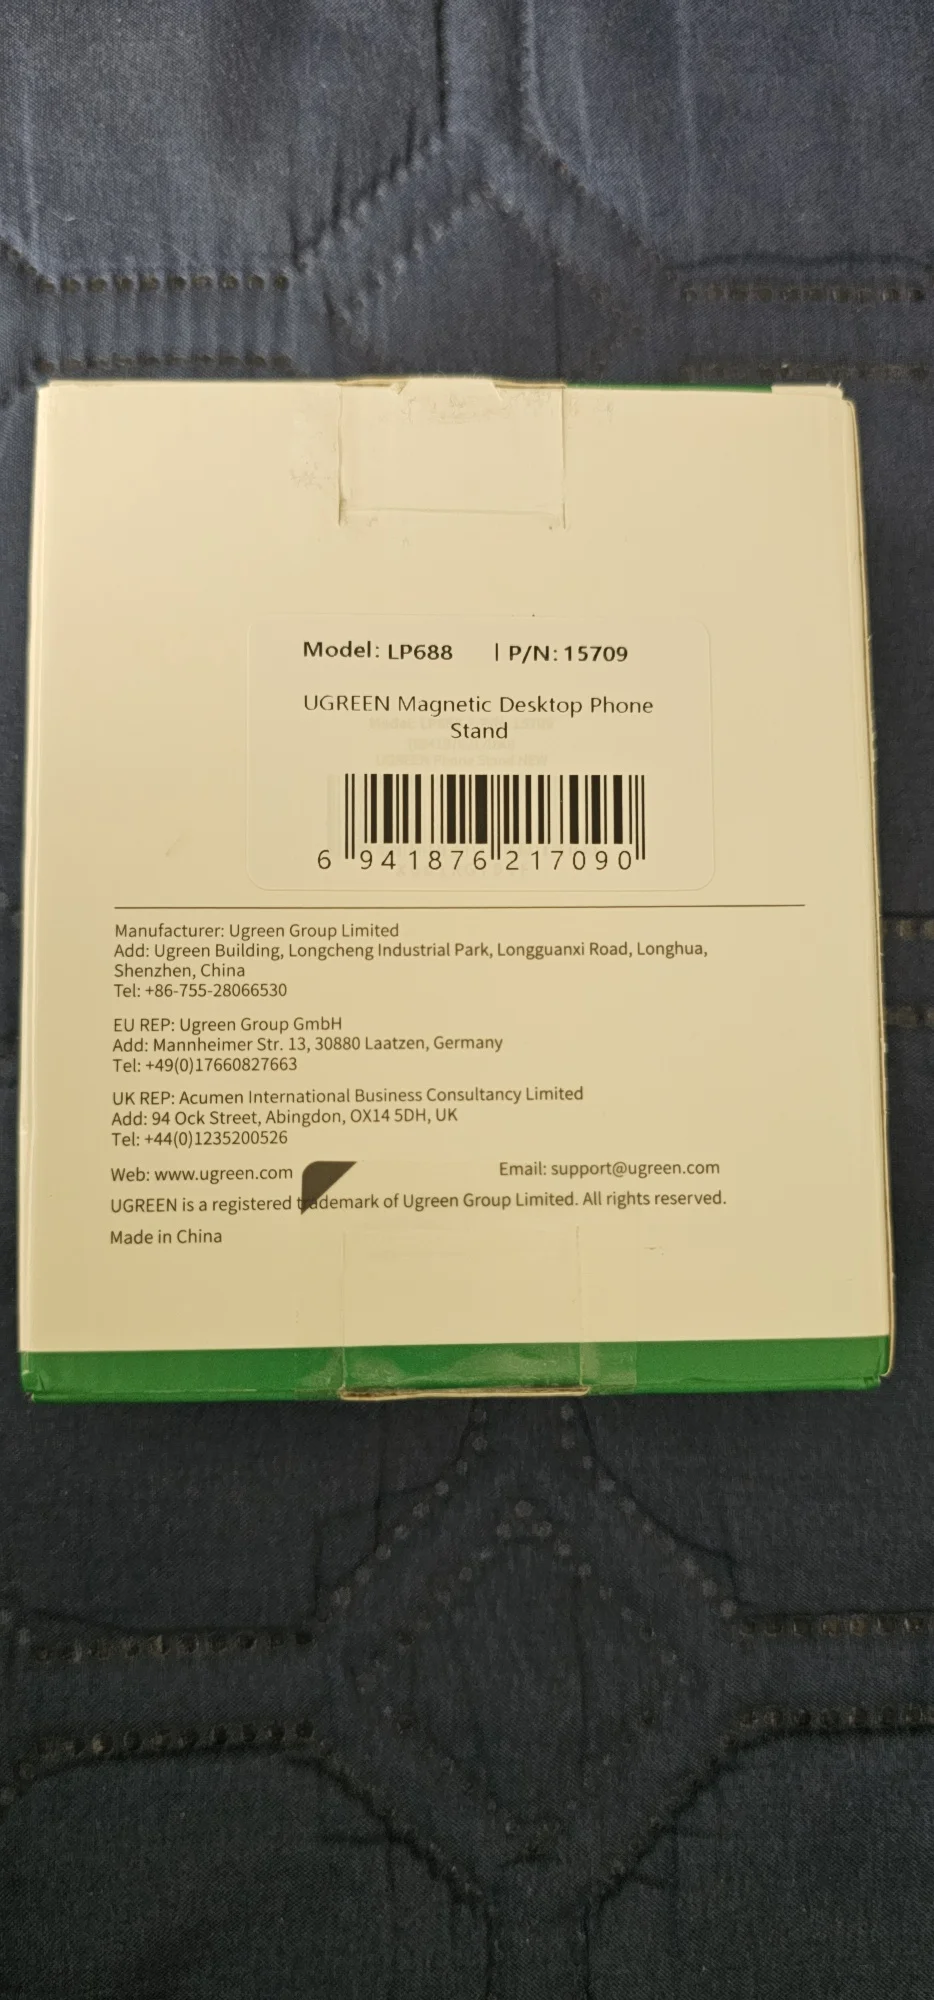 Model: LP688 | P/N: 15709
UGREEN Magnetic Desktop Phone
Stand
6 941876 217090
Manufacturer: Ugreen Group Limited
Add: Ugreen Building, Longcheng Industrial Park, Longguanxi Road, Longhua,
Shenzhen, China
Tel: +86-755-28066530
EU REP: Ugreen Group GmbH
Add: Mannheimer Str. 13, 30880 Laatzen, Germany
Tel: +49(0)17660827663
UK REP: Acumen International Business Consultancy Limited
Add: 94 Ock Street, Abingdon, OX14 5DH, UK
Tel: +44(0)1235200526
Web: www.ugreen.com Email: support@ugreen.com
UGREEN is a registered trademark of Ugreen Group Limited. All rights reserved.
Made in China